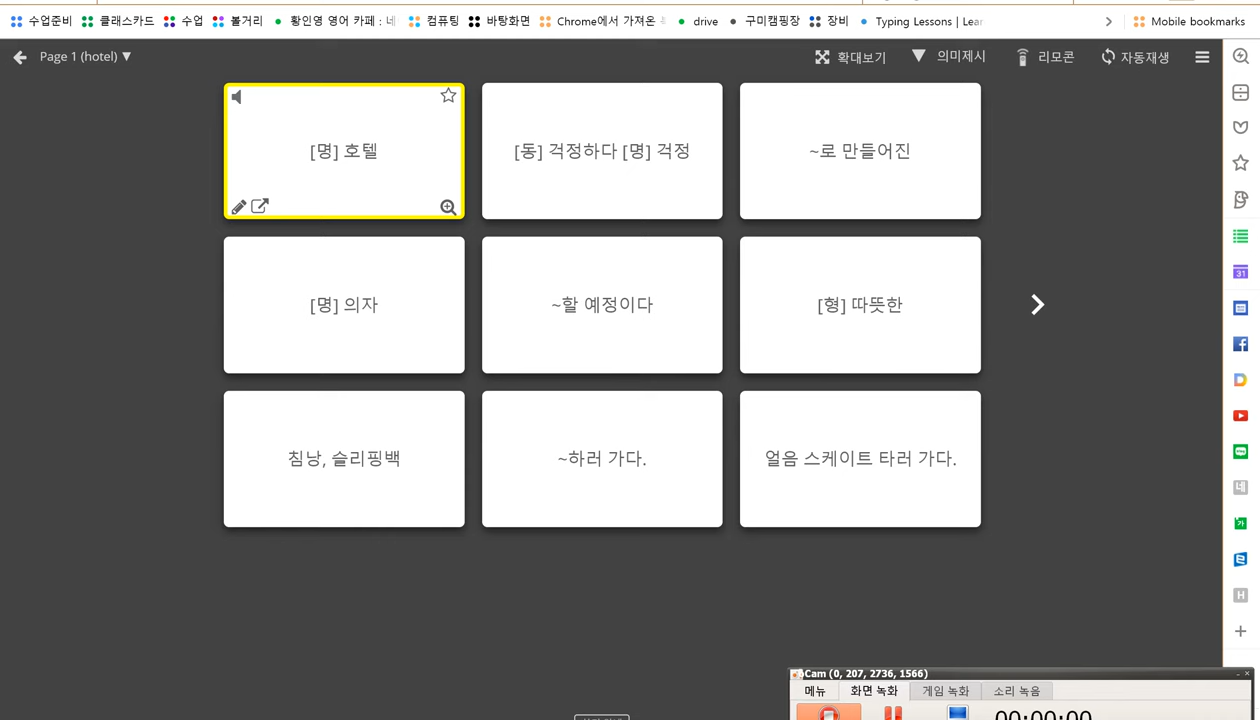 수업준비 클래스카드 수업 볼거리 황인영 영어 카페 : 네 컴퓨팅 바탕화면 Chrome에서 가져온 drive 구미캠핑장 장비 Typing Lessons | Lear Mobile bookmarks
Page 1 (hotel) ▼ 확대보기 ▼ 의미제시 리모콘 자동재생
[명] 호텔
[동] 걱정하다 [명] 걱정
~로 만들어진
[명] 의자
~할 예정이다
[형] 따뜻한
침낭, 슬리핑백
~하러 가다.
얼음 스케이트 타러 가다.
31
네
가
H
oCam (0, 207, 2736, 1566)
메뉴 화면 녹화 게임 녹화 소리 녹음
00:00:00